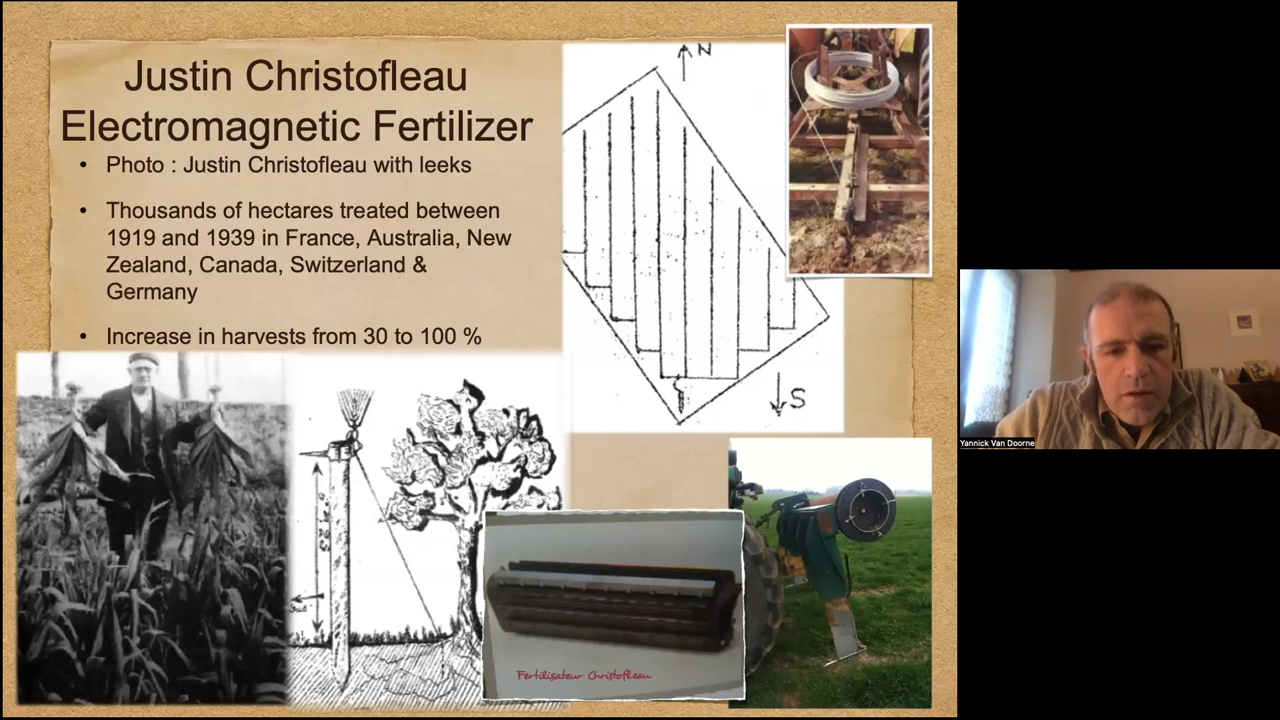 Justin Christofleau
Electromagnetic Fertilizer
• Photo : Justin Christofleau with leeks
• Thousands of hectares treated between
1919 and 1939 in France, Australia, New
Zealand, Canada, Switzerland &
Germany
• Increase in harvests from 30 to 100 %
N
S
Fertilisateur Christofleau
Yannick Van Doorne